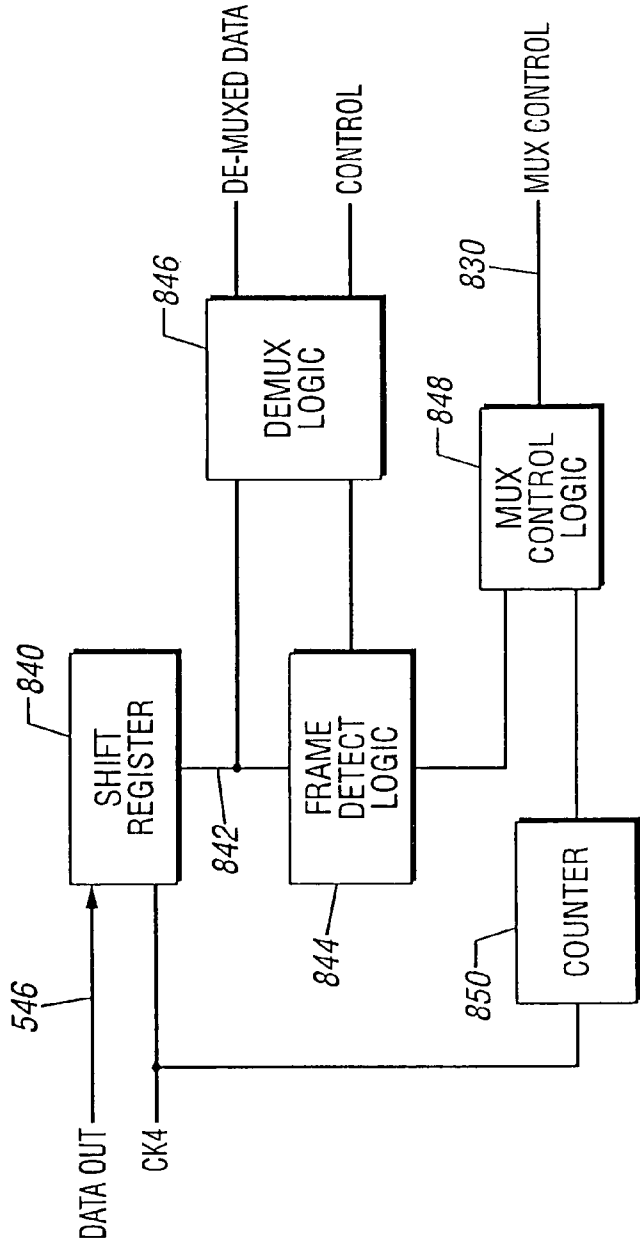 DATA OUT
546
CK4
SHIFT
REGISTER
840
842
FRAME
DETECT
LOGIC
844
DEMUX
LOGIC
846
DE-MUXED DATA
CONTROL
COUNTER
850
MUX
CONTROL
LOGIC
848
830
MUX CONTROL